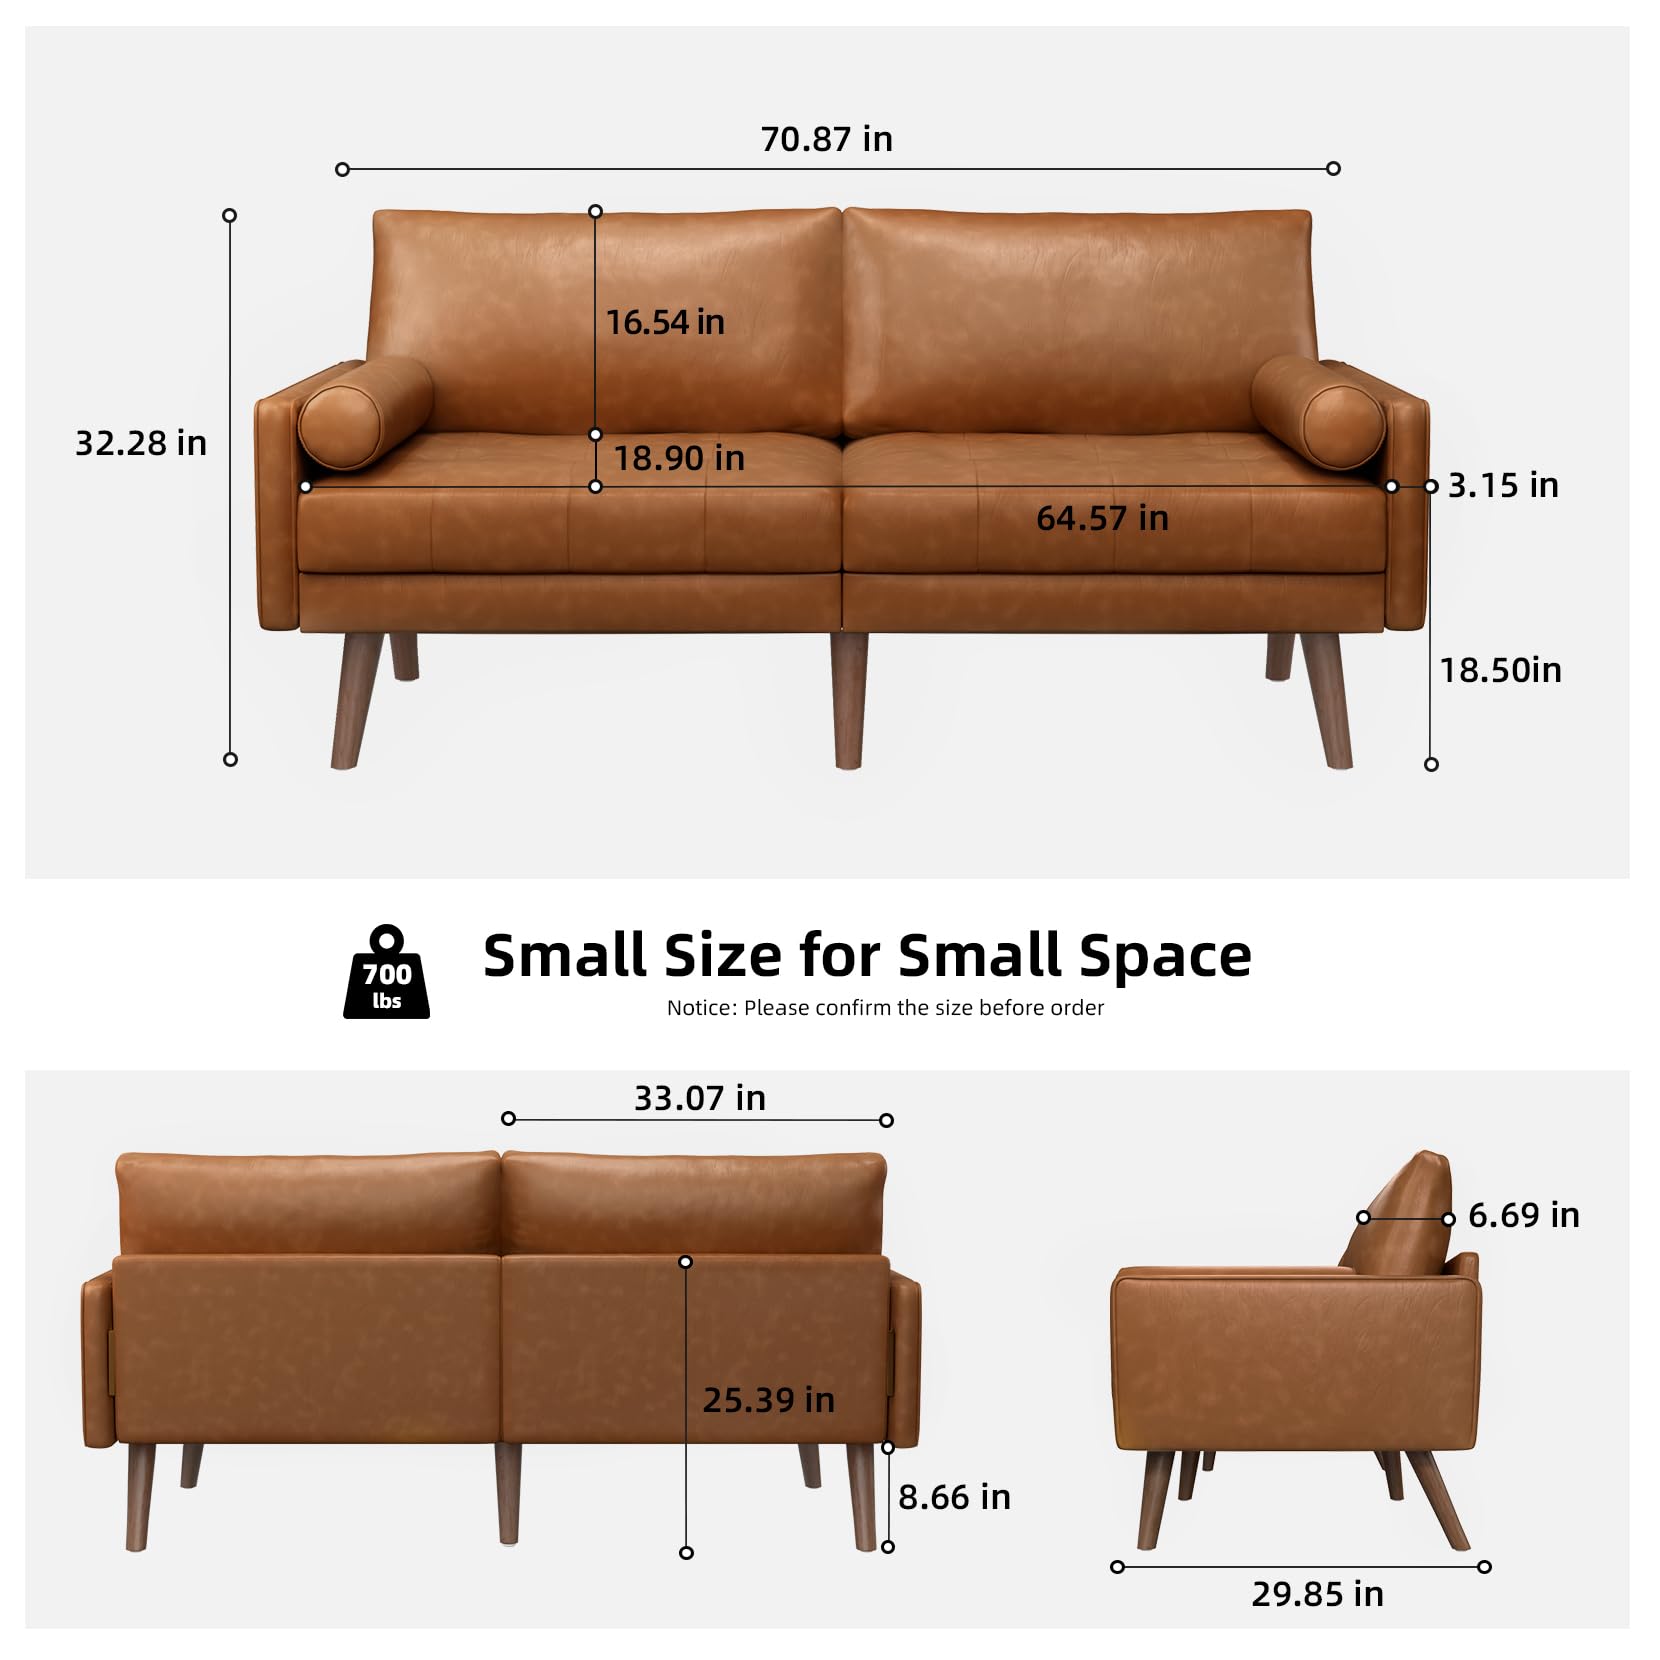 70.87 in
16.54 in
32.28 in
18.90 in
3.15 in
64.57 in
18.50in
700
lbs
Small Size for Small Space
Notice: Please confirm the size before order
33.07 in
6.69 in
25.39 in
8.66 in
29.85 in